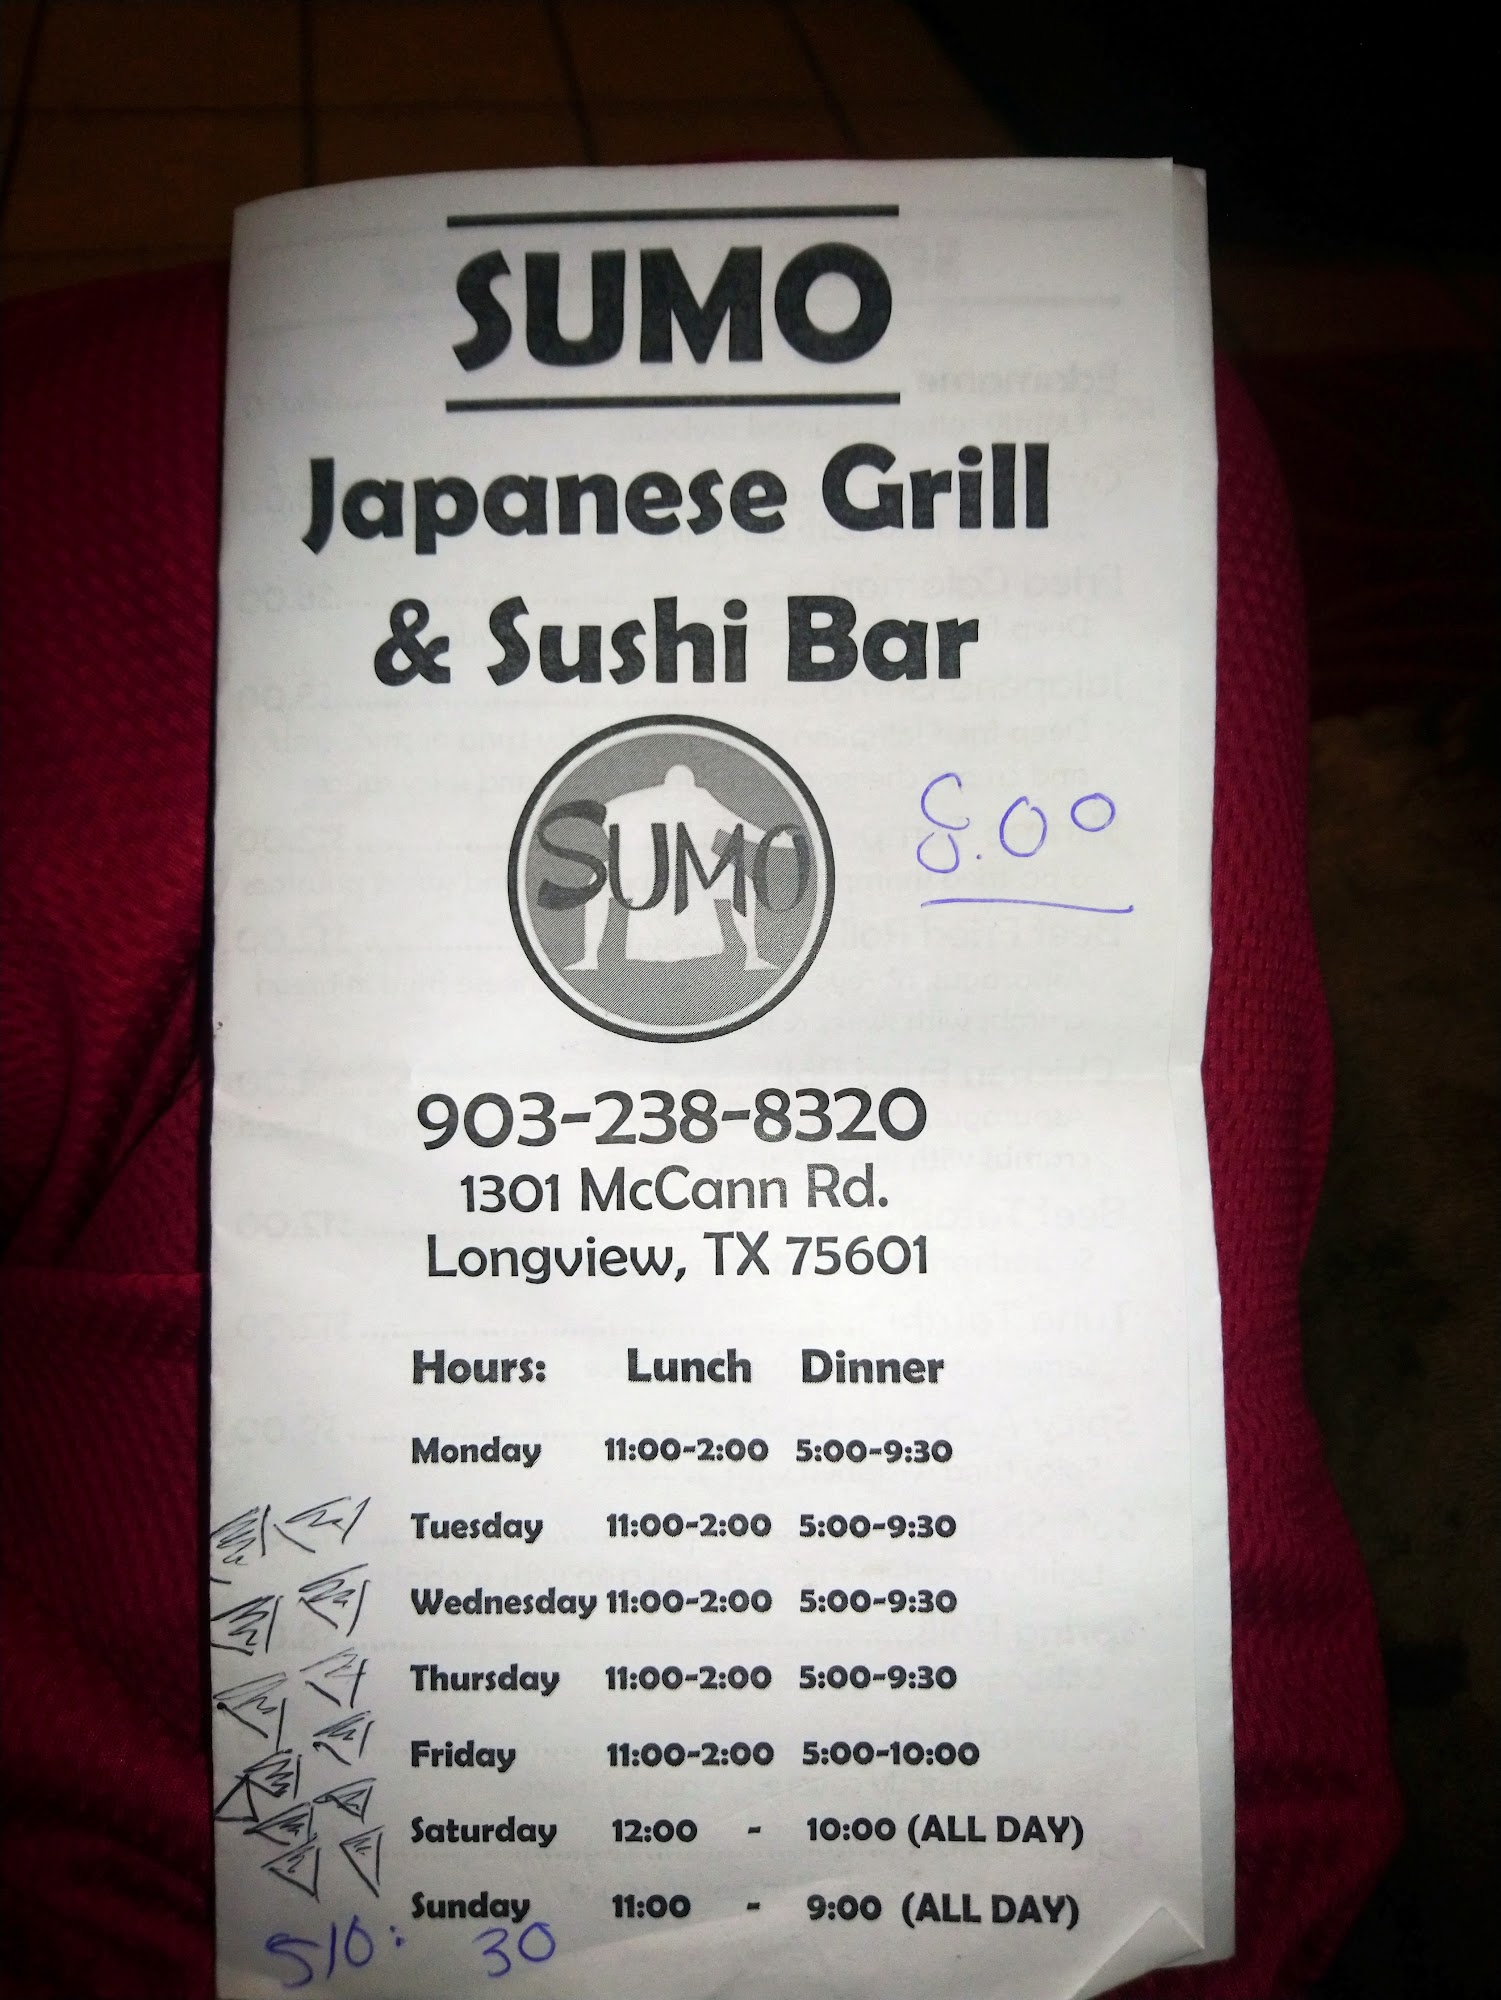 SUMO
Japanese Grill
& Sushi Bar
SUMO
8.00
903-238-8320
1301 McCann Rd.
Longview, TX 75601
Hours: Lunch Dinner
Monday 11:00-2:00 5:00-9:30
Tuesday 11:00-2:00 5:00-9:30
Wednesday 11:00-2:00 5:00-9:30
Thursday 11:00-2:00 5:00-9:30
Friday 11:00-2:00 5:00-10:00
Saturday 12:00 - 10:00 (ALL DAY)
Sunday 11:00 - 9:00 (ALL DAY)
510: 30